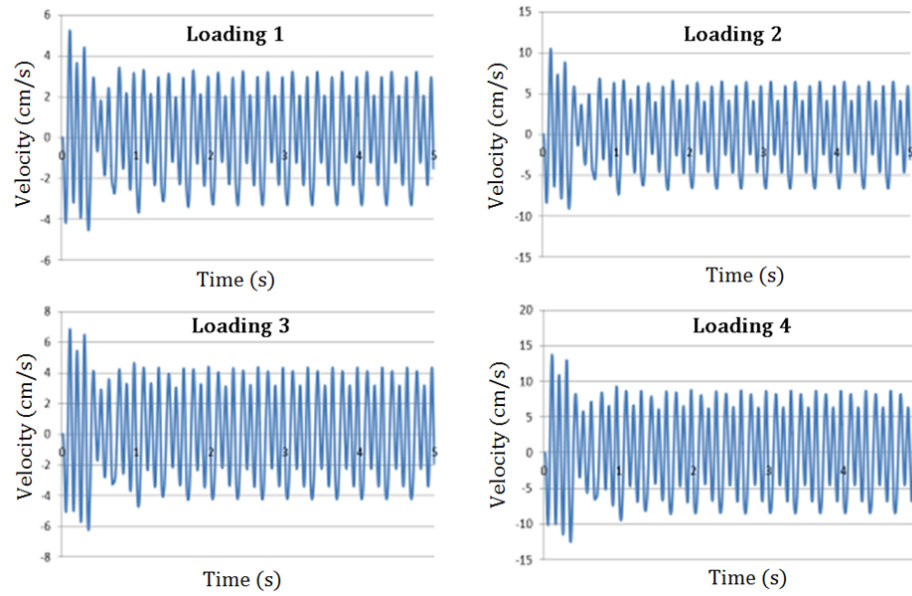 Loading 1
Velocity (cm/s)
6
4
2
0
-2
-4
-6
0 1 2 3 4 5
Time (s)
Loading 2
Velocity (cm/s)
15
10
5
0
-5
-10
-15
0 1 2 3 4 5
Time (s)
Loading 3
Velocity (cm/s)
8
6
4
2
0
-2
-4
-6
-8
0 1 2 3 4 5
Time (s)
Loading 4
Velocity (cm/s)
20
15
10
5
0
-5
-10
-15
0 1 2 3 4
Time (s)